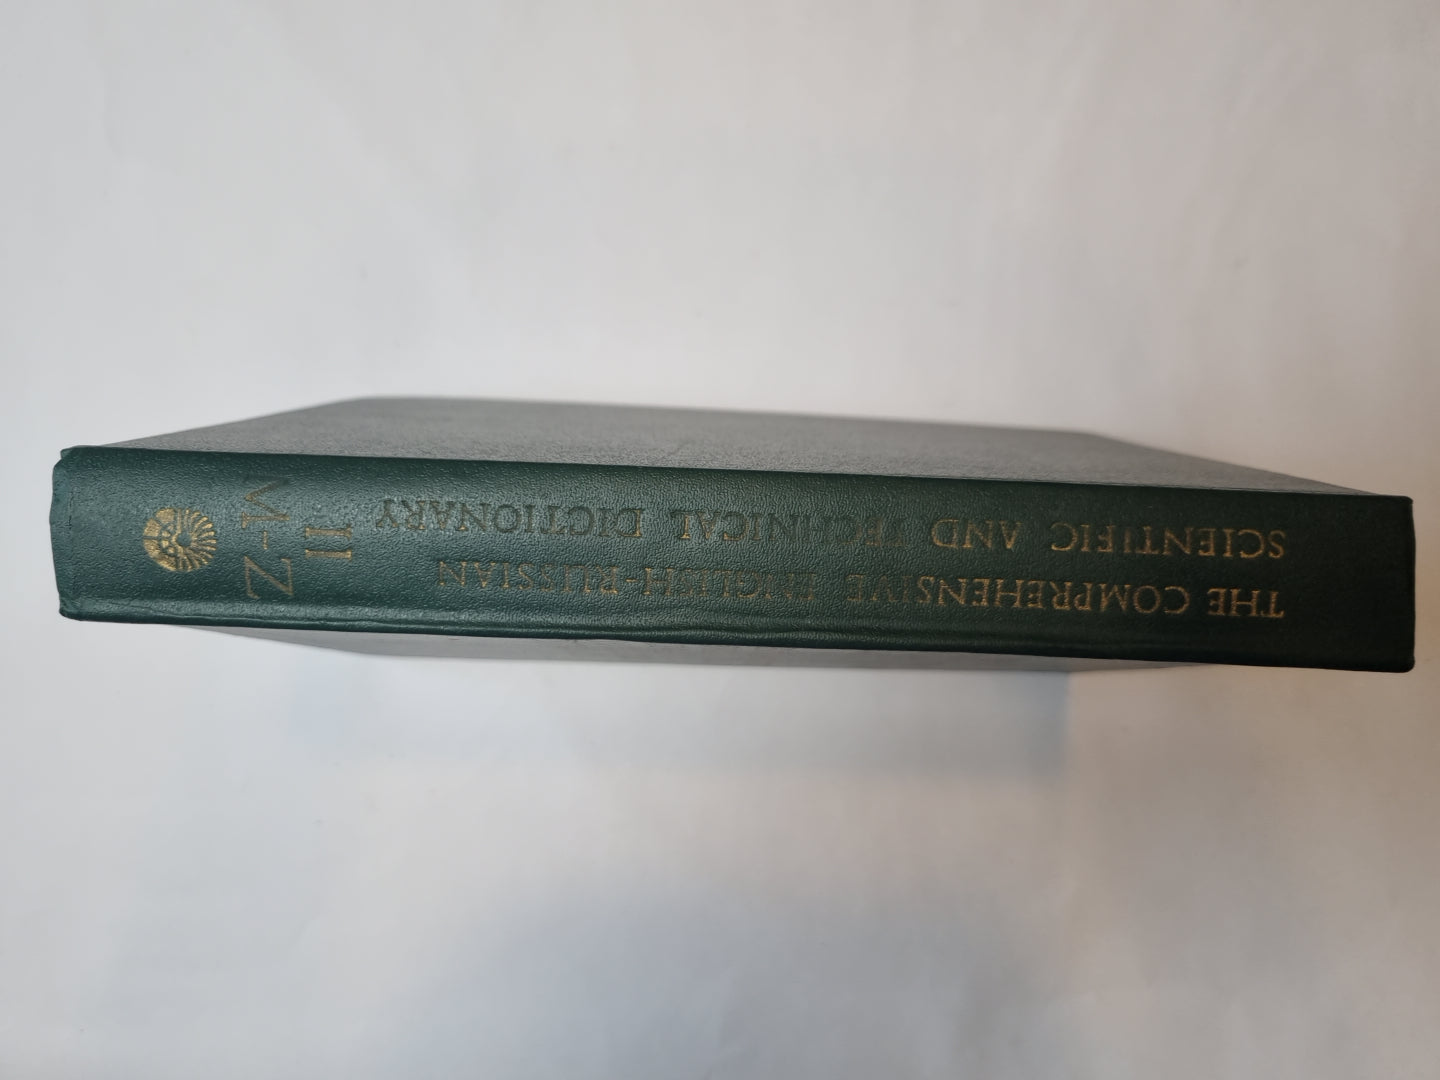 THE COMPREHENSIVE ENGLISH-RUSSIAN
SCIENTIFIC AND TECHNICAL DICTIONARY
II
M-Z